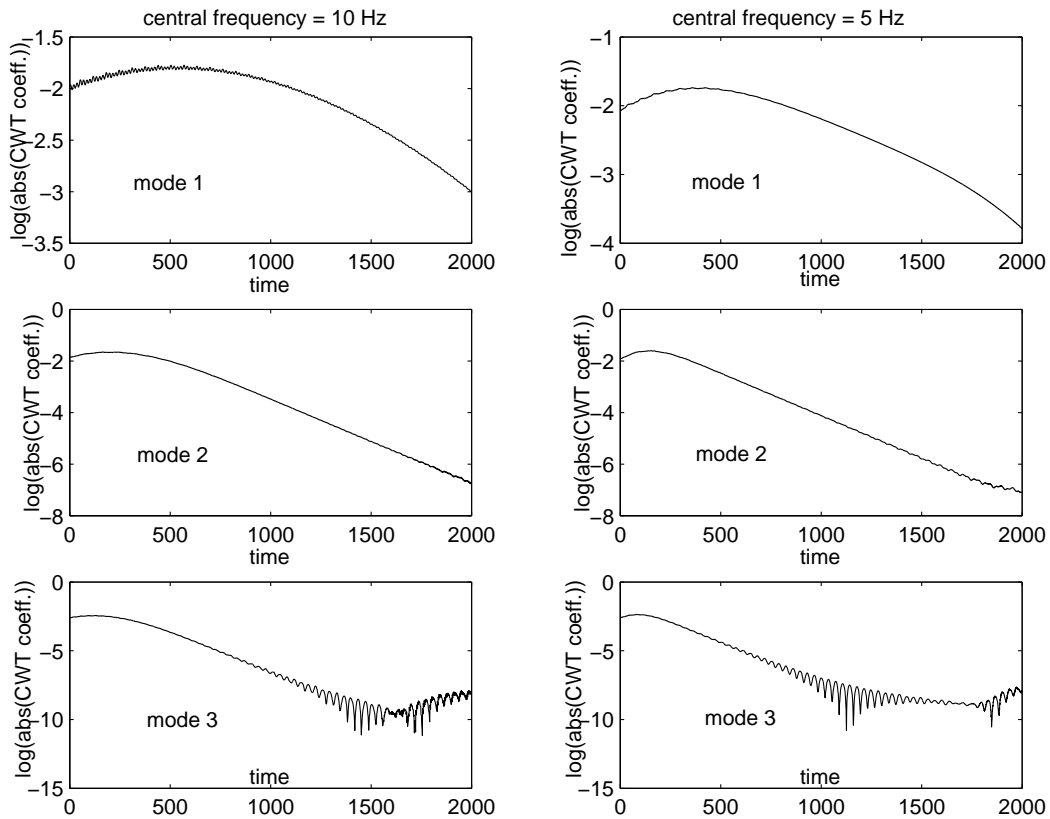 central frequency = 10 Hz
−1.5
−2
−2.5
−3
−3.5
log(abs(CWT coeff.))
mode 1
0 500 1000 1500 2000
time
central frequency = 5 Hz
−1
−2
−3
−4
log(abs(CWT coeff.))
mode 1
0 500 1000 1500 2000
time
0
−2
−4
−6
−8
log(abs(CWT coeff.))
mode 2
0 500 1000 1500 2000
time
0
−2
−4
−6
−8
log(abs(CWT coeff.))
mode 2
0 500 1000 1500 2000
time
0
−5
−10
−15
log(abs(CWT coeff.))
mode 3
time
0 500 1000 1500 2000
0
−5
−10
−15
log(abs(CWT coeff.))
mode 3
time
0 500 1000 1500 2000